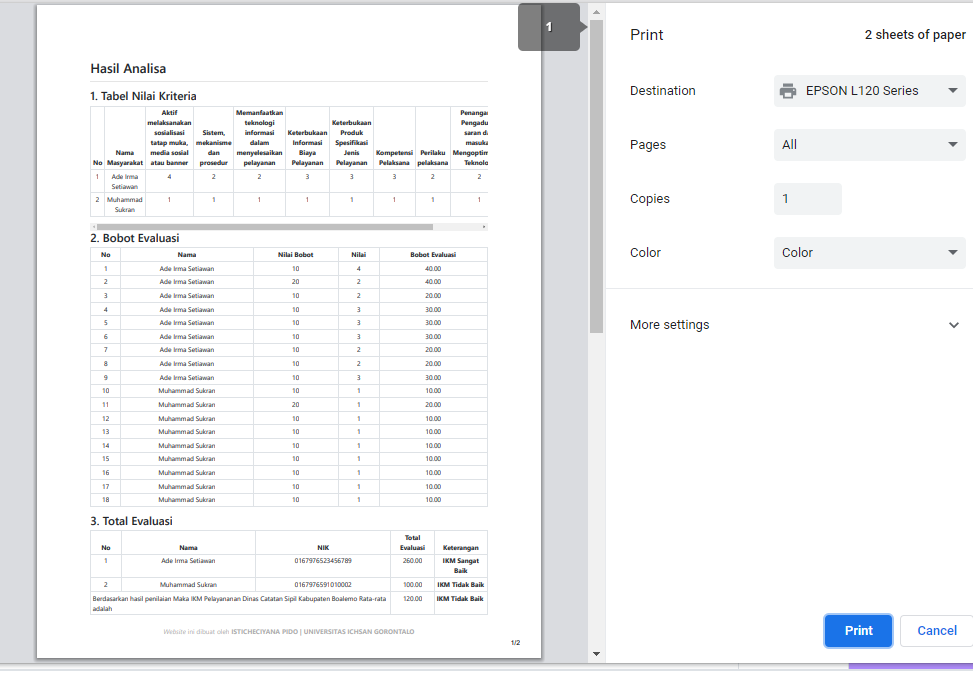 1
Hasil Analisa
1. Tabel Nilai Kriteria
No Nama Masyarakat Aktif melaksanakan sosialisasi tatap muka, media sosial atau banner Sistem, mekanisme dan prosedur Memanfaatkan teknologi informasi dalam menyelesaikan pelayanan Keterbukaan Informasi Biaya Pelayanan Keterbukaan Produk Spesifikasi Jenis Pelayanan Kompetensi Pelaksana Perilaku pelaksana Penangan Pengadu saran da masuka Mengoptim Teknolo
1 Ade Irma Setiawan 4 2 2 3 3 3 2 2
2 Muhammad Sukran 1 1 1 1 1 1 1 1
2. Bobot Evaluasi
No Nama Nilai Bobot Nilai Bobot Evaluasi
1 Ade Irma Setiawan 10 4 40.00
2 Ade Irma Setiawan 20 2 40.00
3 Ade Irma Setiawan 10 2 20.00
4 Ade Irma Setiawan 10 3 30.00
5 Ade Irma Setiawan 10 3 30.00
6 Ade Irma Setiawan 10 3 30.00
7 Ade Irma Setiawan 10 2 20.00
8 Ade Irma Setiawan 10 2 20.00
9 Ade Irma Setiawan 10 3 30.00
10 Muhammad Sukran 10 1 10.00
11 Muhammad Sukran 20 1 20.00
12 Muhammad Sukran 10 1 10.00
13 Muhammad Sukran 10 1 10.00
14 Muhammad Sukran 10 1 10.00
15 Muhammad Sukran 10 1 10.00
16 Muhammad Sukran 10 1 10.00
17 Muhammad Sukran 10 1 10.00
18 Muhammad Sukran 10 1 10.00
3. Total Evaluasi
No Nama NIK Total Evaluasi Keterangan
1 Ade Irma Setiawan 0167976523456789 260.00 IKM Sangat Baik
2 Muhammad Sukran 0167976591010002 100.00 IKM Tidak Baik
Berdasarkan hasil penilaian Maka IKM Pelayananan Dinas Catatan Sipil Kabupaten Boalemo Rata-rata 120.00 IKM Tidak Baik
adalah
Website ini dibuat oleh ISTICHECIYANA PIDO | UNIVERSITAS ICHSAN GORONTALO
1/2
Print 2 sheets of paper
Destination EPSON L120 Series
Pages All
Copies 1
Color Color
More settings
Print Cancel